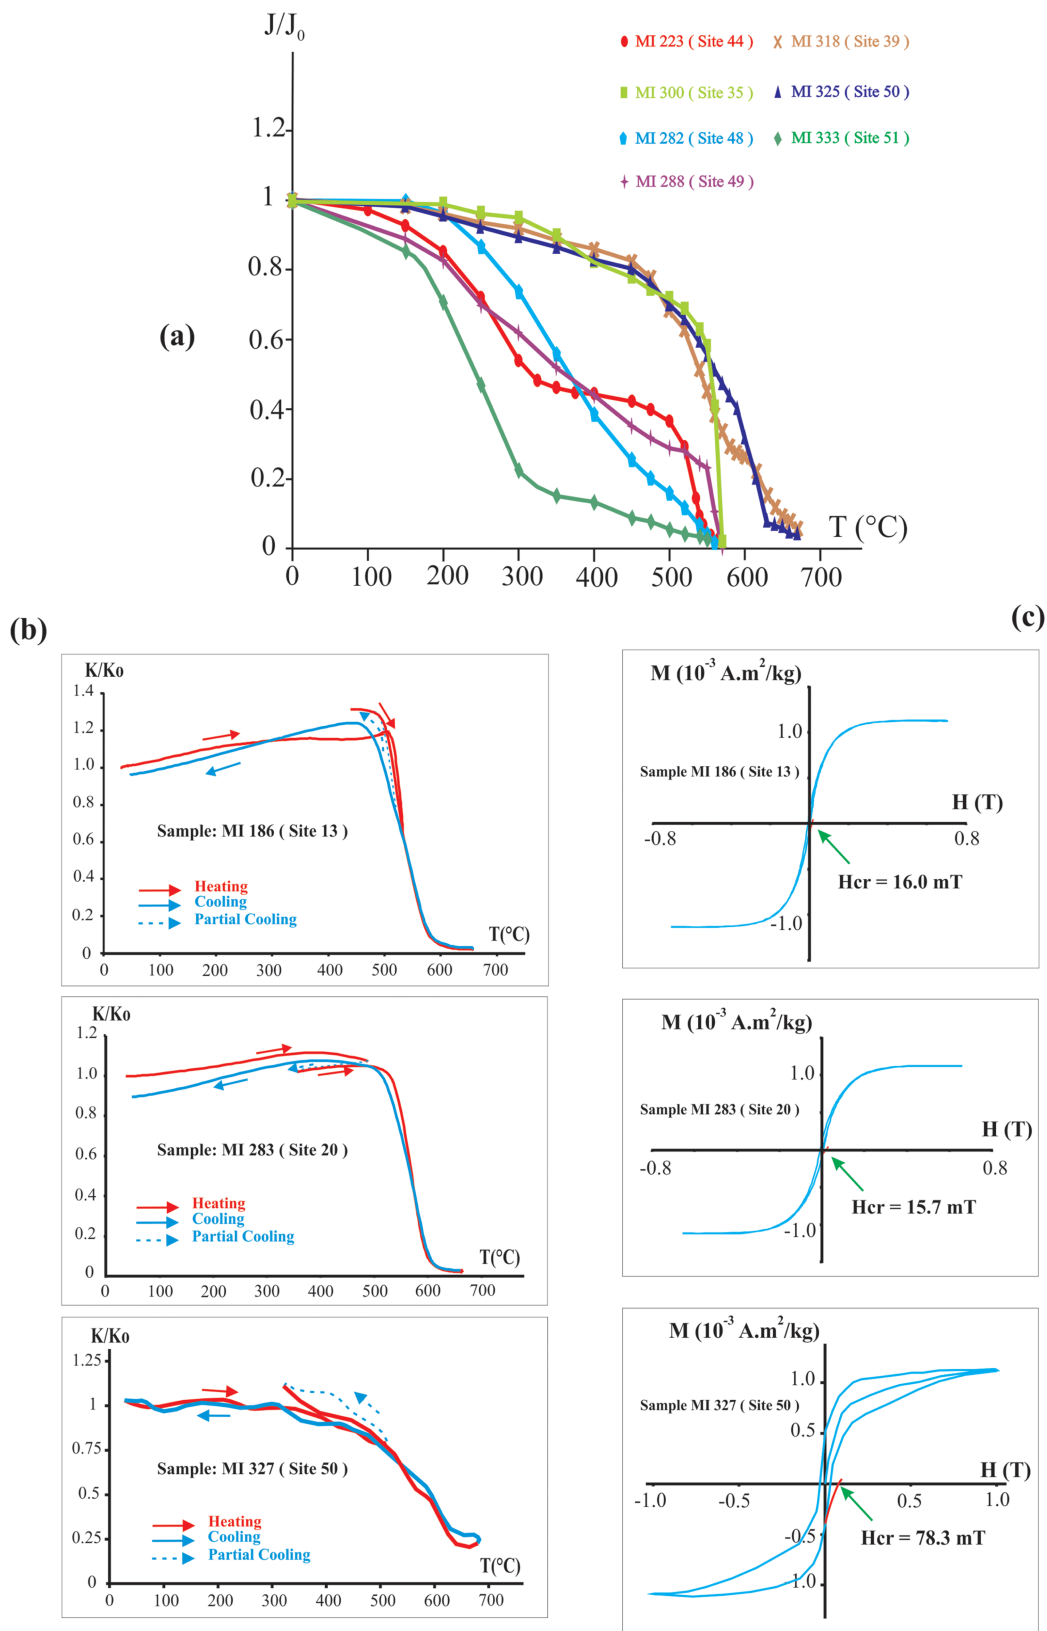 J/J0
MI 223 ( Site 44 )
MI 318 ( Site 39 )
MI 300 ( Site 35 )
MI 325 ( Site 50 )
MI 282 ( Site 48 )
MI 333 ( Site 51 )
MI 288 ( Site 49 )
1.2
1
0.8
0.6
0.4
0.2
0
(a)
T (°C)
0 100 200 300 400 500 600 700
(b)
(c)
K/K0
1.4
1.2
1.0
0.8
0.6
0.4
0.2
0
Sample: MI 186 ( Site 13 )
Heating
Cooling
Partial Cooling
T(°C)
0 100 200 300 400 500 600 700
M (10-3 A.m2/kg)
1.0
Sample MI 186 ( Site 13 )
H (T)
-0.8 0.8
Hcr = 16.0 mT
-1.0
K/K0
1.2
1.0
0.8
0.6
0.4
0.2
0
Sample: MI 283 ( Site 20 )
Heating
Cooling
Partial Cooling
T(°C)
0 100 200 300 400 500 600 700
M (10-3 A.m2/kg)
1.0
Sample MI 283 ( Site 20 )
H (T)
-0.8 0.8
Hcr = 15.7 mT
-1.0
K/K0
1.25
1
0.75
0.5
0.25
0
Sample: MI 327 ( Site 50 )
Heating
Cooling
Partial Cooling
T(°C)
0 100 200 300 400 500 600 700
M (10-3 A.m2/kg)
1.0
Sample MI 327 ( Site 50 )
0.5
H (T)
-1.0 -0.5 0.5 1.0
-0.5
Hcr = 78.3 mT
1.0